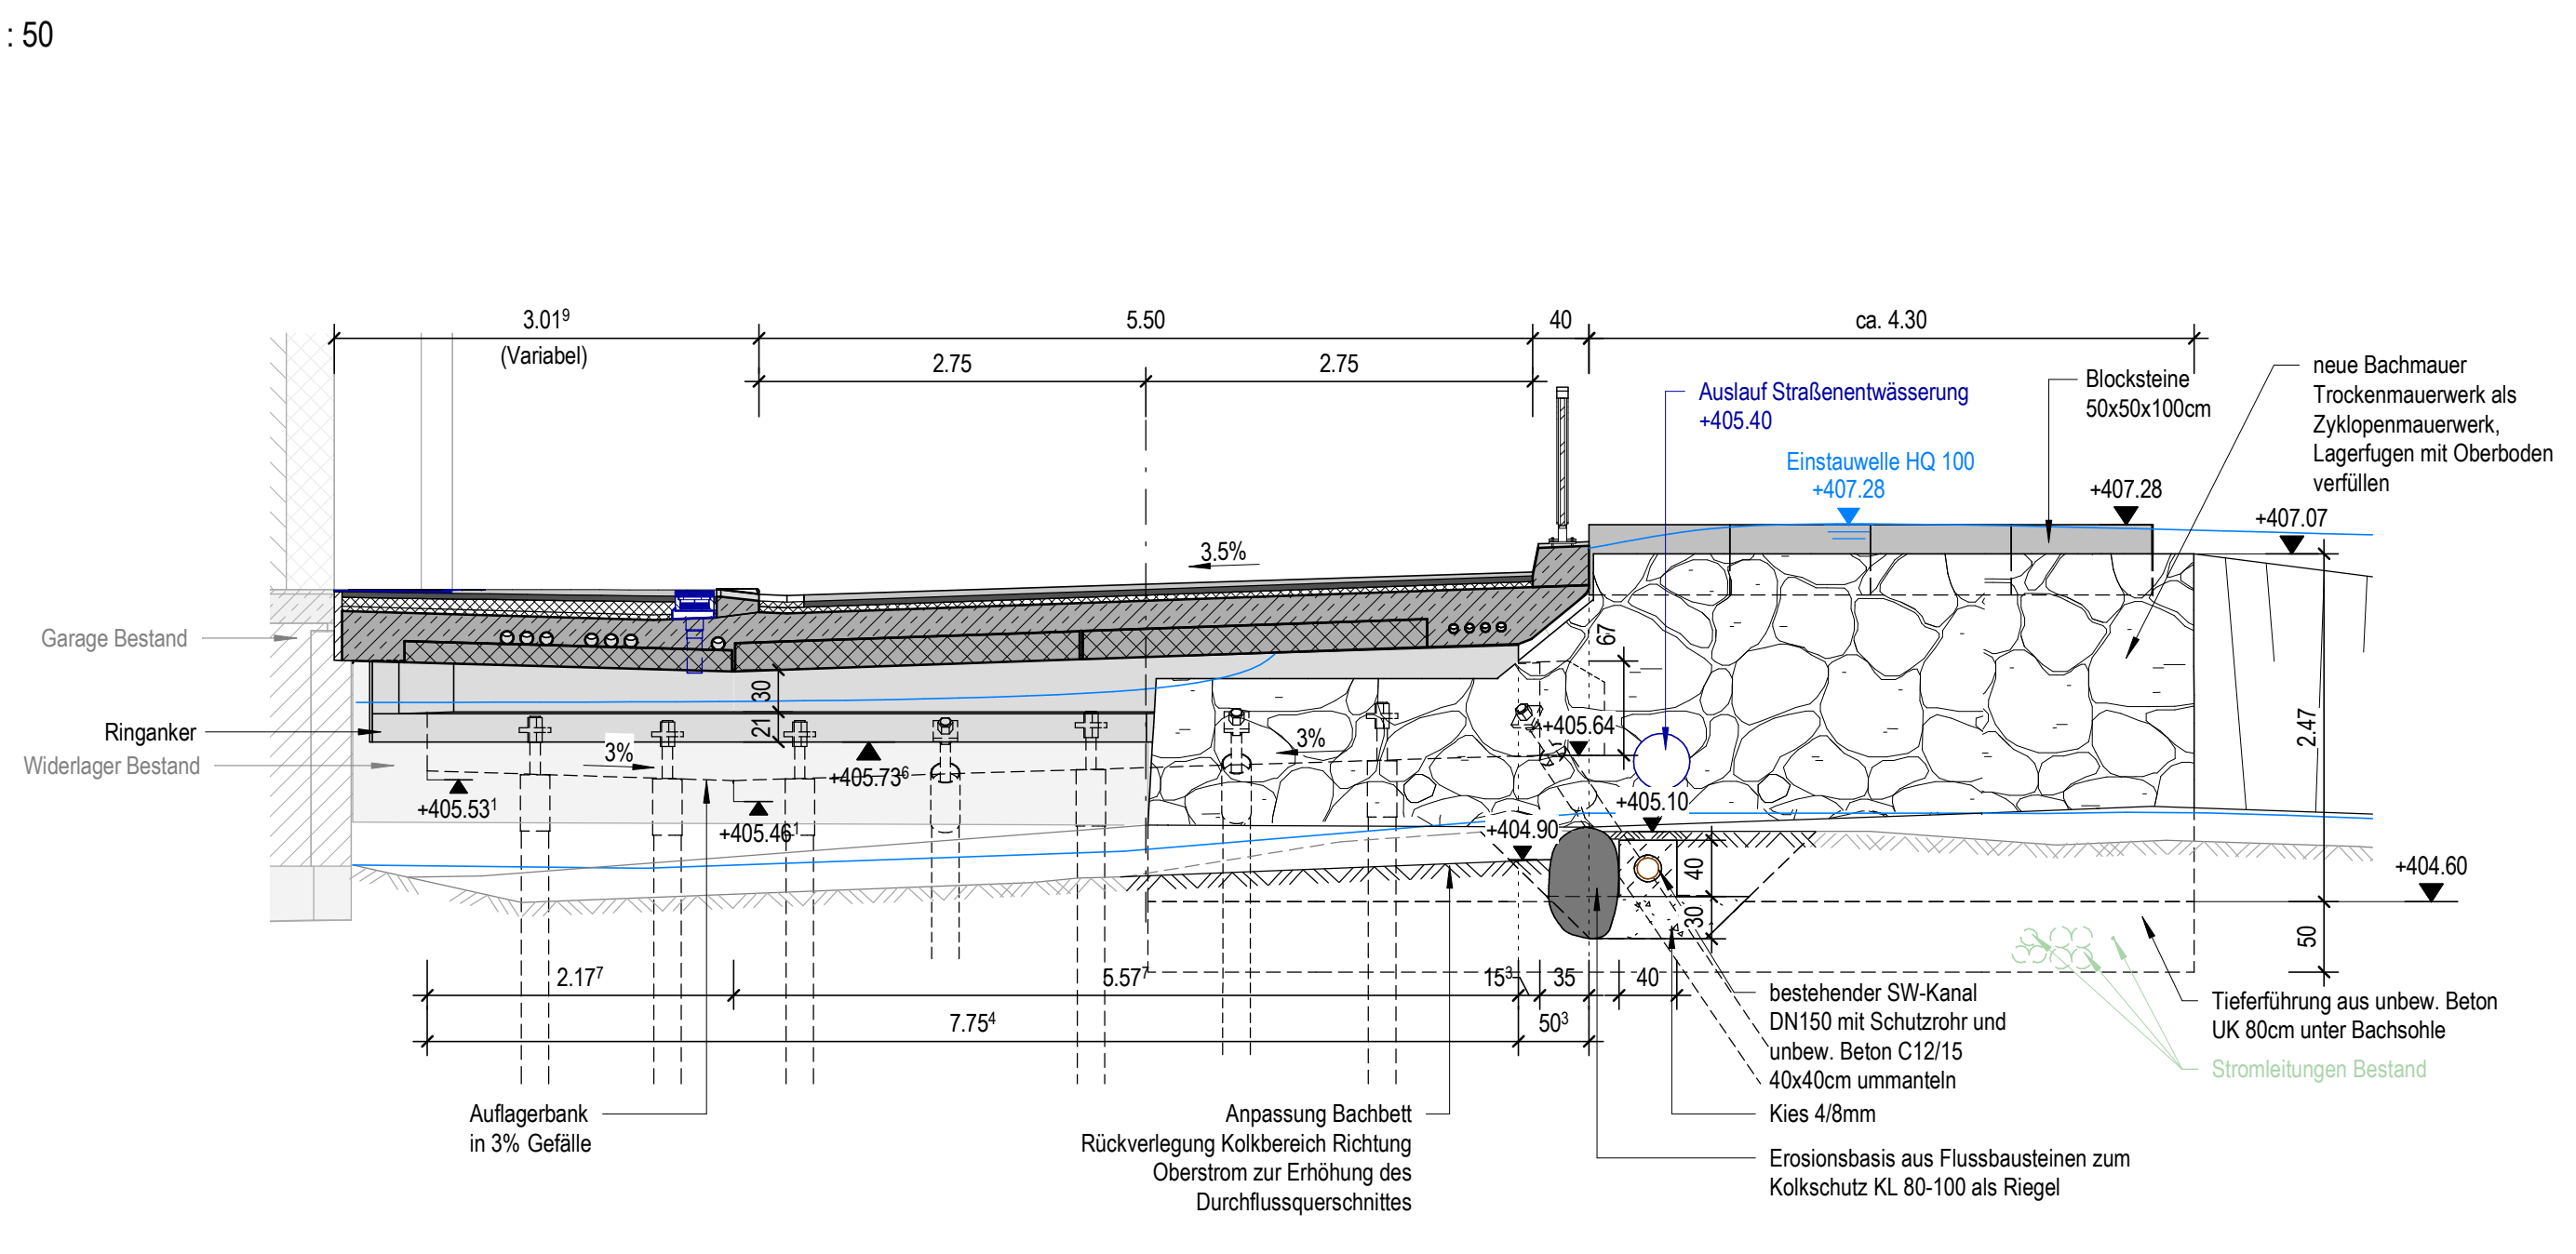 : 50
3.01⁹
(Variabel)
5.50
40
ca. 4.30
2.75
2.75
Auslauf Straßenentwässerung
+405.40
Einstauwelle HQ 100
+407.28
Blocksteine
50x50x100cm
+407.28
neue Bachmauer
Trockenmauerwerk als
Zyklopenmauerwerk,
Lagerfugen mit Oberboden
verfüllen
+407.07
3.5%
Garage Bestand
Ringanker
Widerlager Bestand
30
21
3%
3%
67
+405.64
+405.73⁶
+405.53¹
+405.46¹
+405.10
+404.90
2.47
+404.60
40
30
50
2.17⁷
5.57⁷
15³
35
40
7.75⁴
50³
bestehender SW-Kanal
DN150 mit Schutzrohr und
unbew. Beton C12/15
40x40cm ummanteln
Kies 4/8mm
Erosionsbasis aus Flussbausteinen zum
Kolkschutz KL 80-100 als Riegel
Tieferführung aus unbew. Beton
UK 80cm unter Bachsohle
Stromleitungen Bestand
Auflagerbank
in 3% Gefälle
Anpassung Bachbett
Rückverlegung Kolkbereich Richtung
Oberstrom zur Erhöhung des
Durchflussquerschnittes